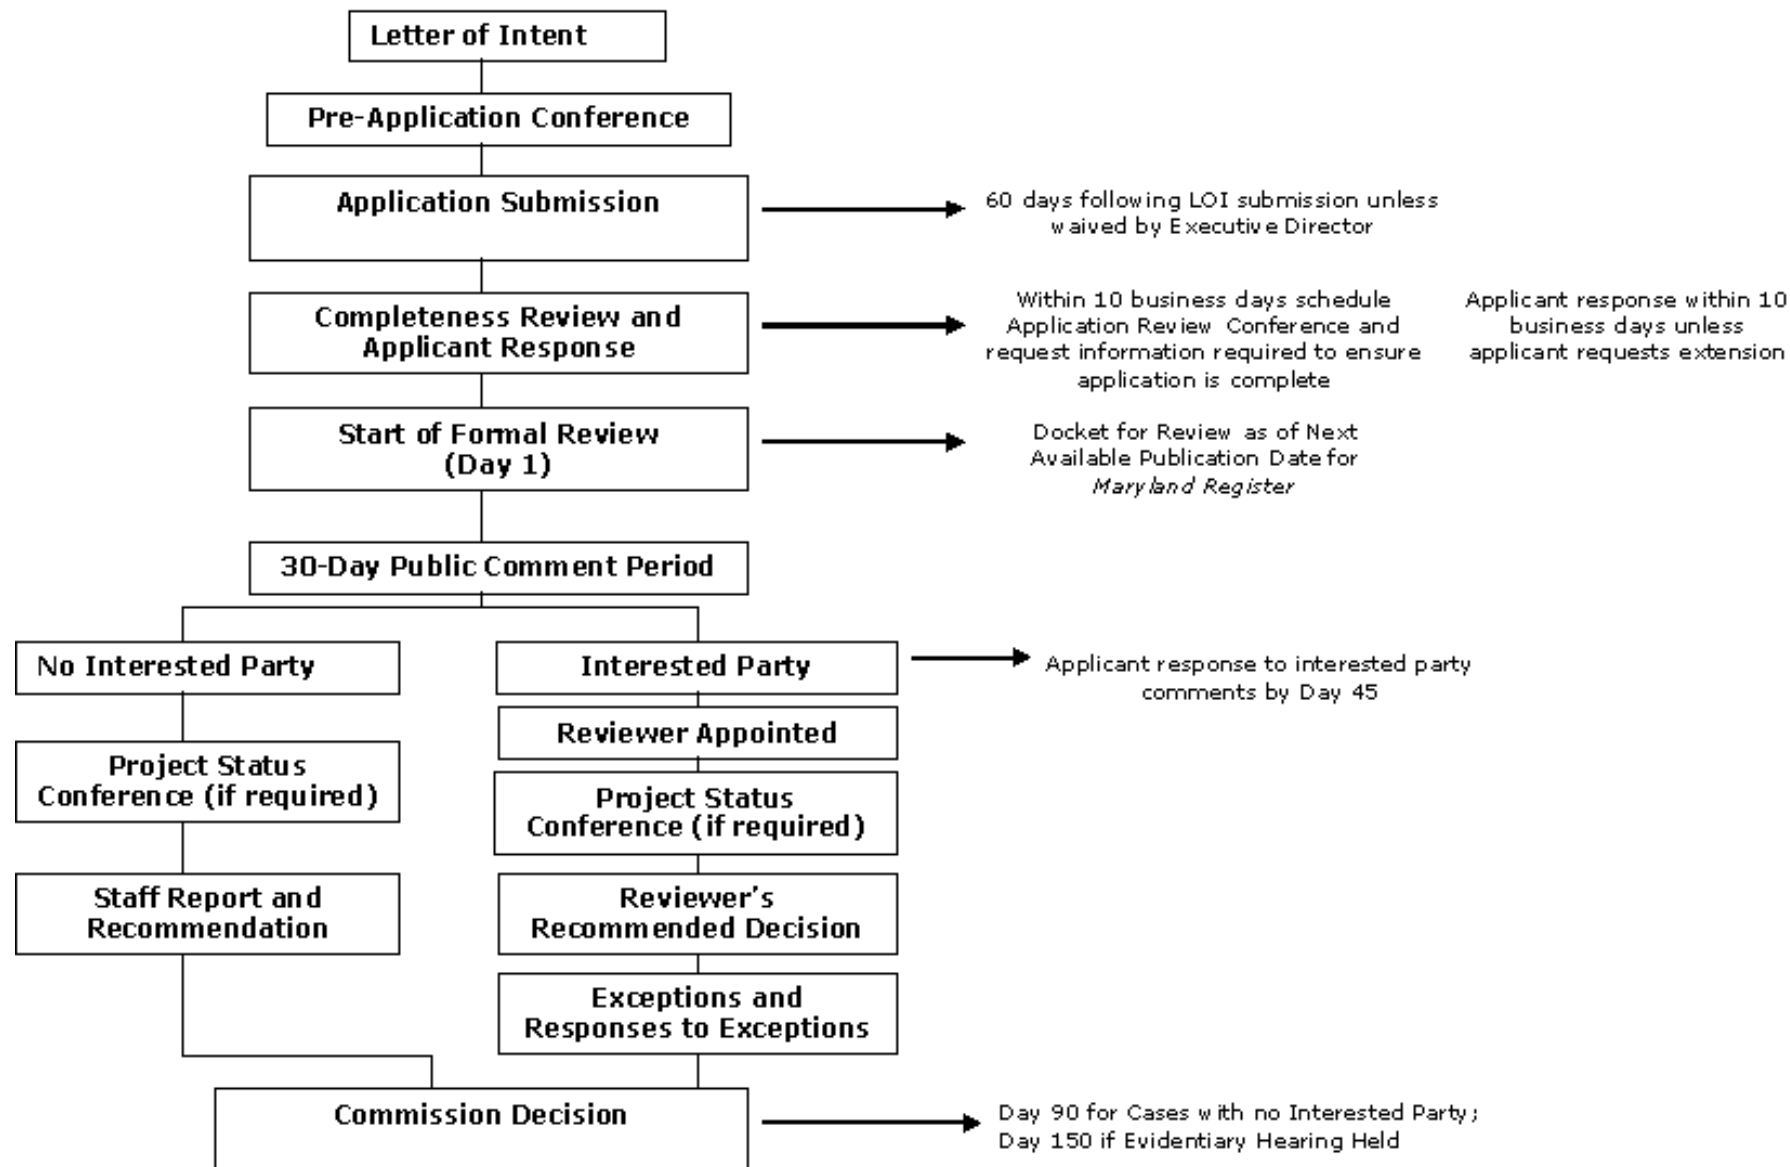 Letter of Intent
Pre-Application Conference
Application Submission
60 days following LOI submission unless
waived by Executive Director
Completeness Review and
Applicant Response
Within 10 business days schedule
Application Review Conference and
request information required to ensure
application is complete
Applicant response within 10
business days unless
applicant requests extension
Start of Formal Review
(Day 1)
Docket for Review as of Next
Available Publication Date for
Maryland Register
30-Day Public Comment Period
No Interested Party
Interested Party
Applicant response to interested party
comments by Day 45
Reviewer Appointed
Project Status
Conference (if required)
Project Status
Conference (if required)
Staff Report and
Recommendation
Reviewer's
Recommended Decision
Exceptions and
Responses to Exceptions
Commission Decision
Day 90 for Cases with no Interested Party;
Day 150 if Evidentiary Hearing Held